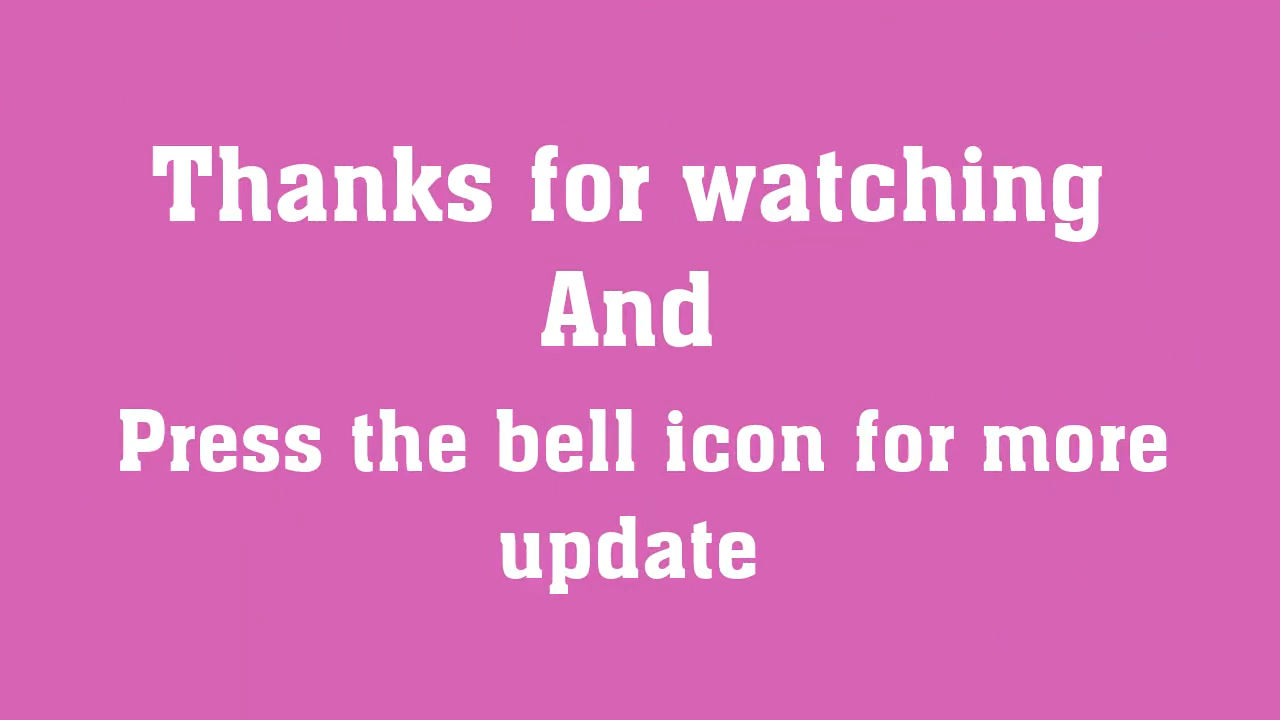 Thanks for watching
And
Press the bell icon for more
update